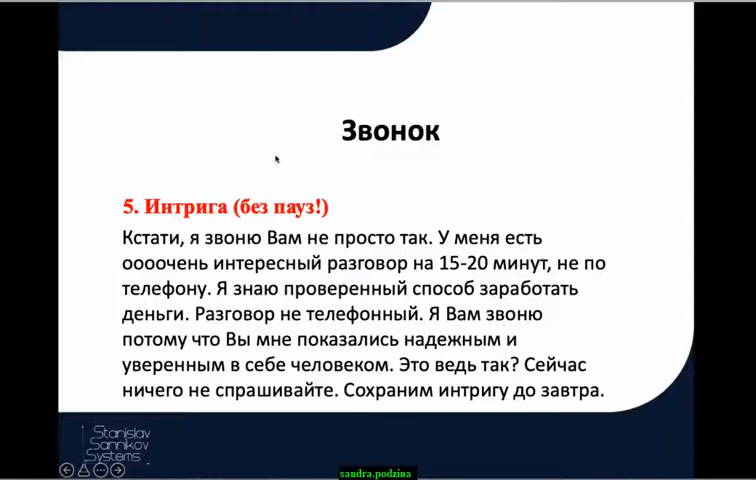 Звонок
5. Интрига (без пауз!)
Кстати, я звоню Вам не просто так. У меня есть
оооочень интересный разговор на 15-20 минут, не по
телефону. Я знаю проверенный способ заработать
деньги. Разговор не телефонный. Я Вам звоню
потому что Вы мне показались надежным и
уверенным в себе человеком. Это ведь так? Сейчас
ничего не спрашивайте. Сохраним интригу до завтра.
Stanislav
Sannikov
Systems
sandra.podzina